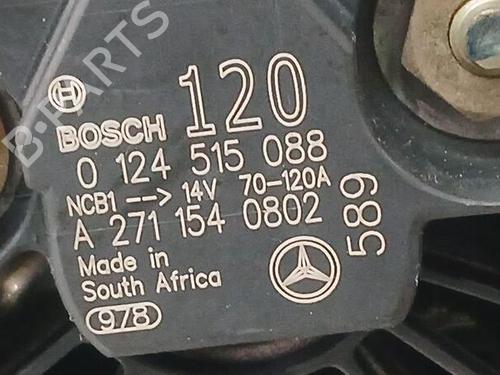 B-PARTS
BOSCH 120
0 124 515 088
NCB1 --> 14V 70-120A
A 271 154 0802
589
Made in
South Africa
978